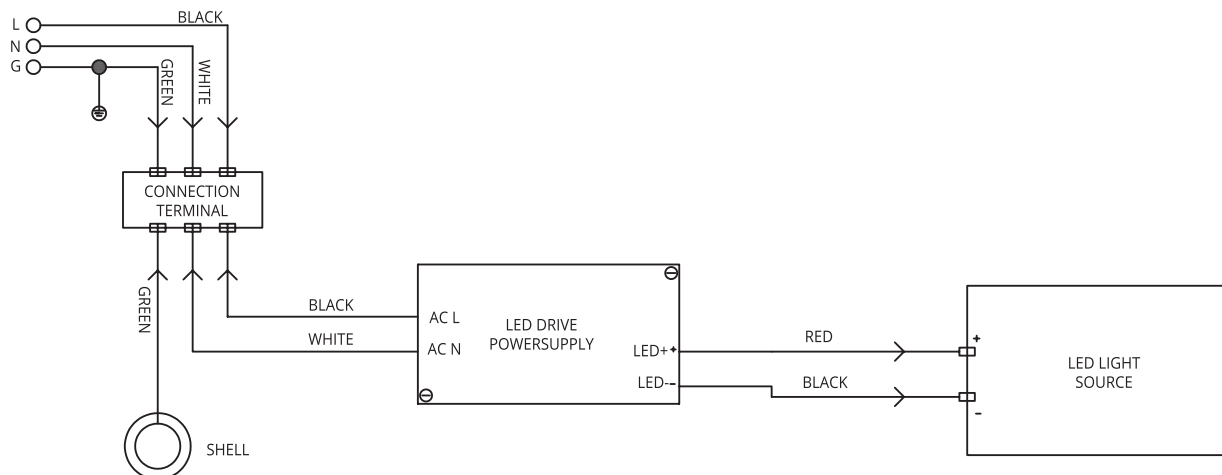 L
BLACK
N
G
GREEN
WHITE
CONNECTION
TERMINAL
GREEN
BLACK
WHITE
AC L
AC N
LED DRIVE
POWERSUPPLY
LED++
LED--
RED
BLACK
+
-
LED LIGHT
SOURCE
SHELL